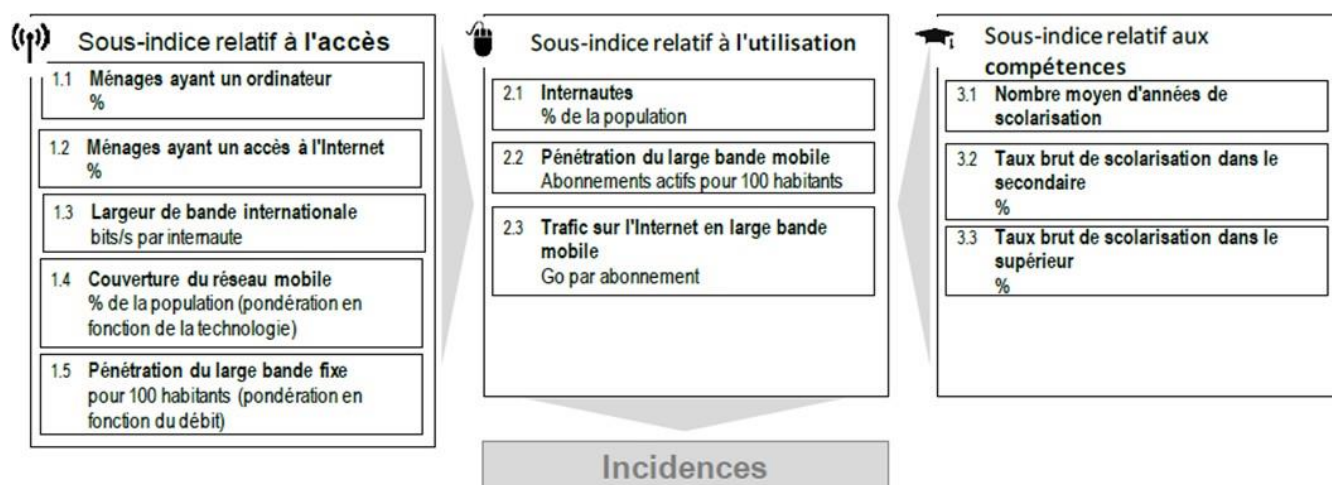 Sous-indice relatif à l'accès
1.1 Ménages ayant un ordinateur
%
1.2 Ménages ayant un accès à l'Internet
%
1.3 Largeur de bande internationale
bits/s par internaute
1.4 Couverture du réseau mobile
% de la population (pondération en
fonction de la technologie)
1.5 Pénétration du large bande fixe
pour 100 habitants (pondération en
fonction du débit)
Sous-indice relatif à l'utilisation
2.1 Internautes
% de la population
2.2 Pénétration du large bande mobile
Abonnements actifs pour 100 habitants
2.3 Trafic sur l'Internet en large bande
mobile
Go par abonnement
Sous-indice relatif aux
compétences
3.1 Nombre moyen d'années de
scolarisation
3.2 Taux brut de scolarisation dans le
secondaire
%
3.3 Taux brut de scolarisation dans le
supérieur
%
Incidences